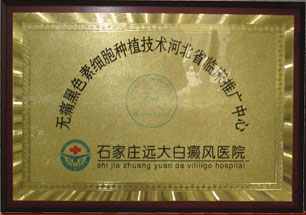 无痛黑色素细胞种植技术河北省临床推广中心
石家庄远大白癜风医院
shi jia zhuang yuan da vitiligo hospital